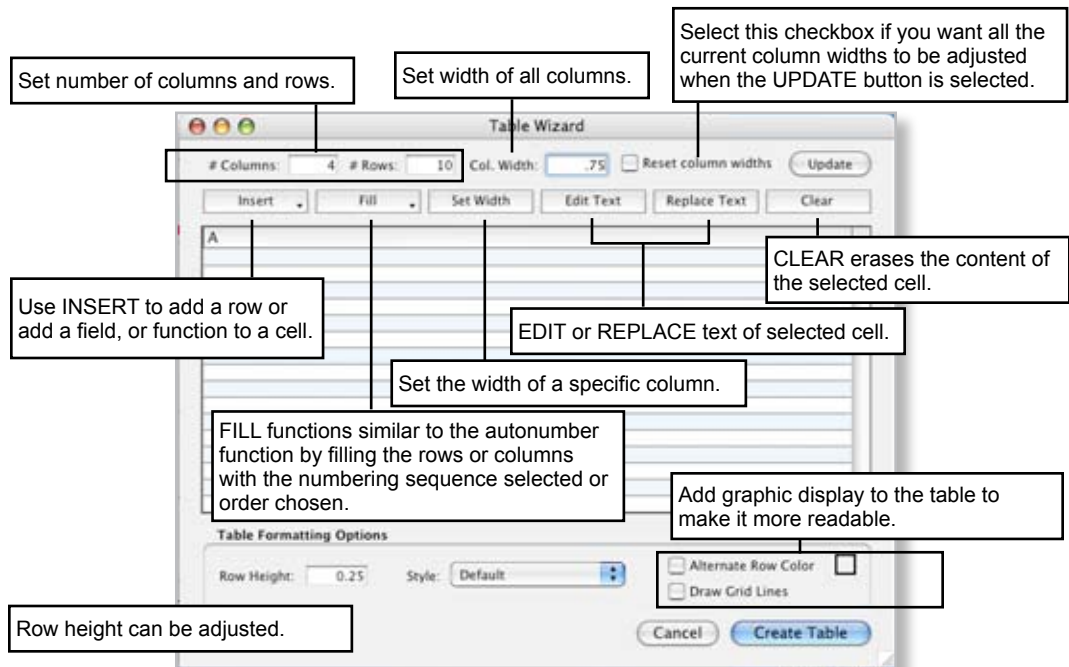 Select this checkbox if you want all the
current column widths to be adjusted
when the UPDATE button is selected.
Set number of columns and rows.
Set width of all columns.
Table Wizard
# Columns: 4 # Rows: 10 Col. Width: .75 Reset column widths Update
Insert Fill Set Width Edit Text Replace Text Clear
A
CLEAR erases the content of
the selected cell.
Use INSERT to add a row or
add a field, or function to a cell.
EDIT or REPLACE text of selected cell.
Set the width of a specific column.
FILL functions similar to the autonumber
function by filling the rows or columns
with the numbering sequence selected or
order chosen.
Add graphic display to the table to
make it more readable.
Table Formatting Options
Row Height: 0.25 Style: Default
Alternate Row Color
Draw Grid Lines
Row height can be adjusted.
Cancel Create Table